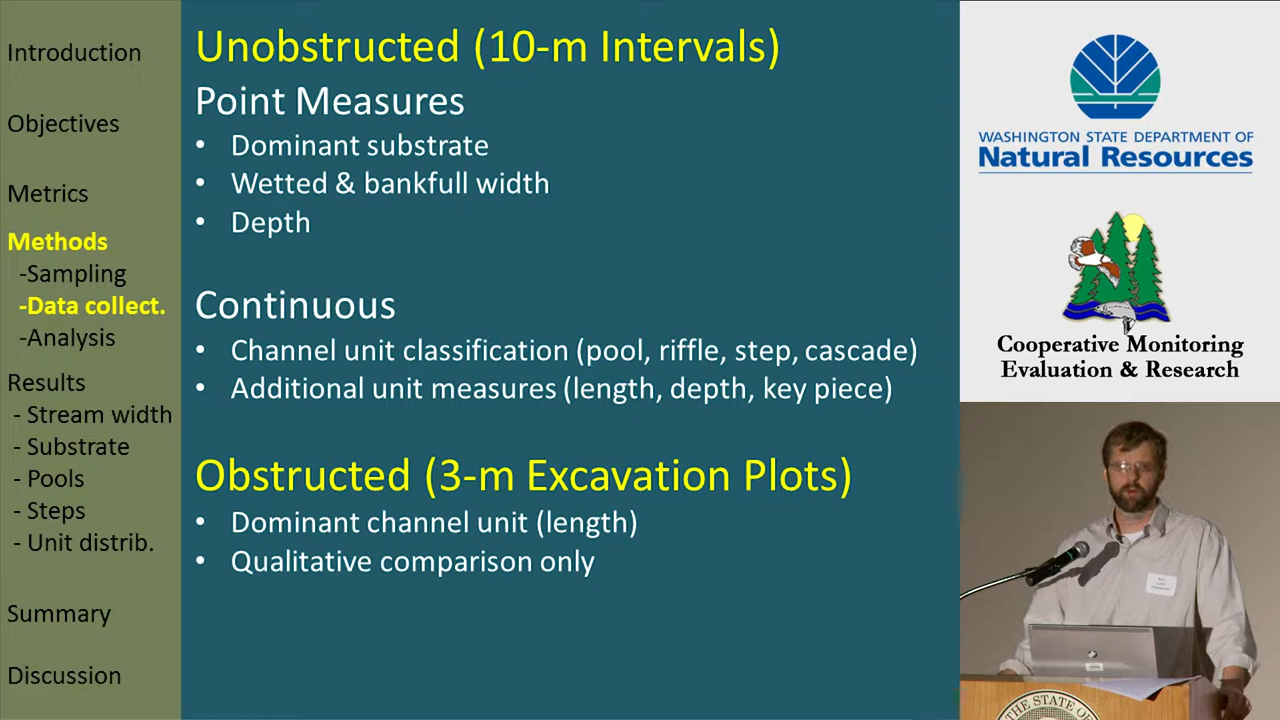 Introduction
Objectives
Metrics
Methods
-Sampling
-Data collect.
-Analysis
Results
- Stream width
- Substrate
- Pools
- Steps
- Unit distrib.
Summary
Discussion
Unobstructed (10-m Intervals)
Point Measures
• Dominant substrate
• Wetted & bankfull width
• Depth
Continuous
• Channel unit classification (pool, riffle, step, cascade)
• Additional unit measures (length, depth, key piece)
Obstructed (3-m Excavation Plots)
• Dominant channel unit (length)
• Qualitative comparison only
WASHINGTON STATE DEPARTMENT OF
Natural Resources
Cooperative Monitoring
Evaluation & Research
THE STATE OF